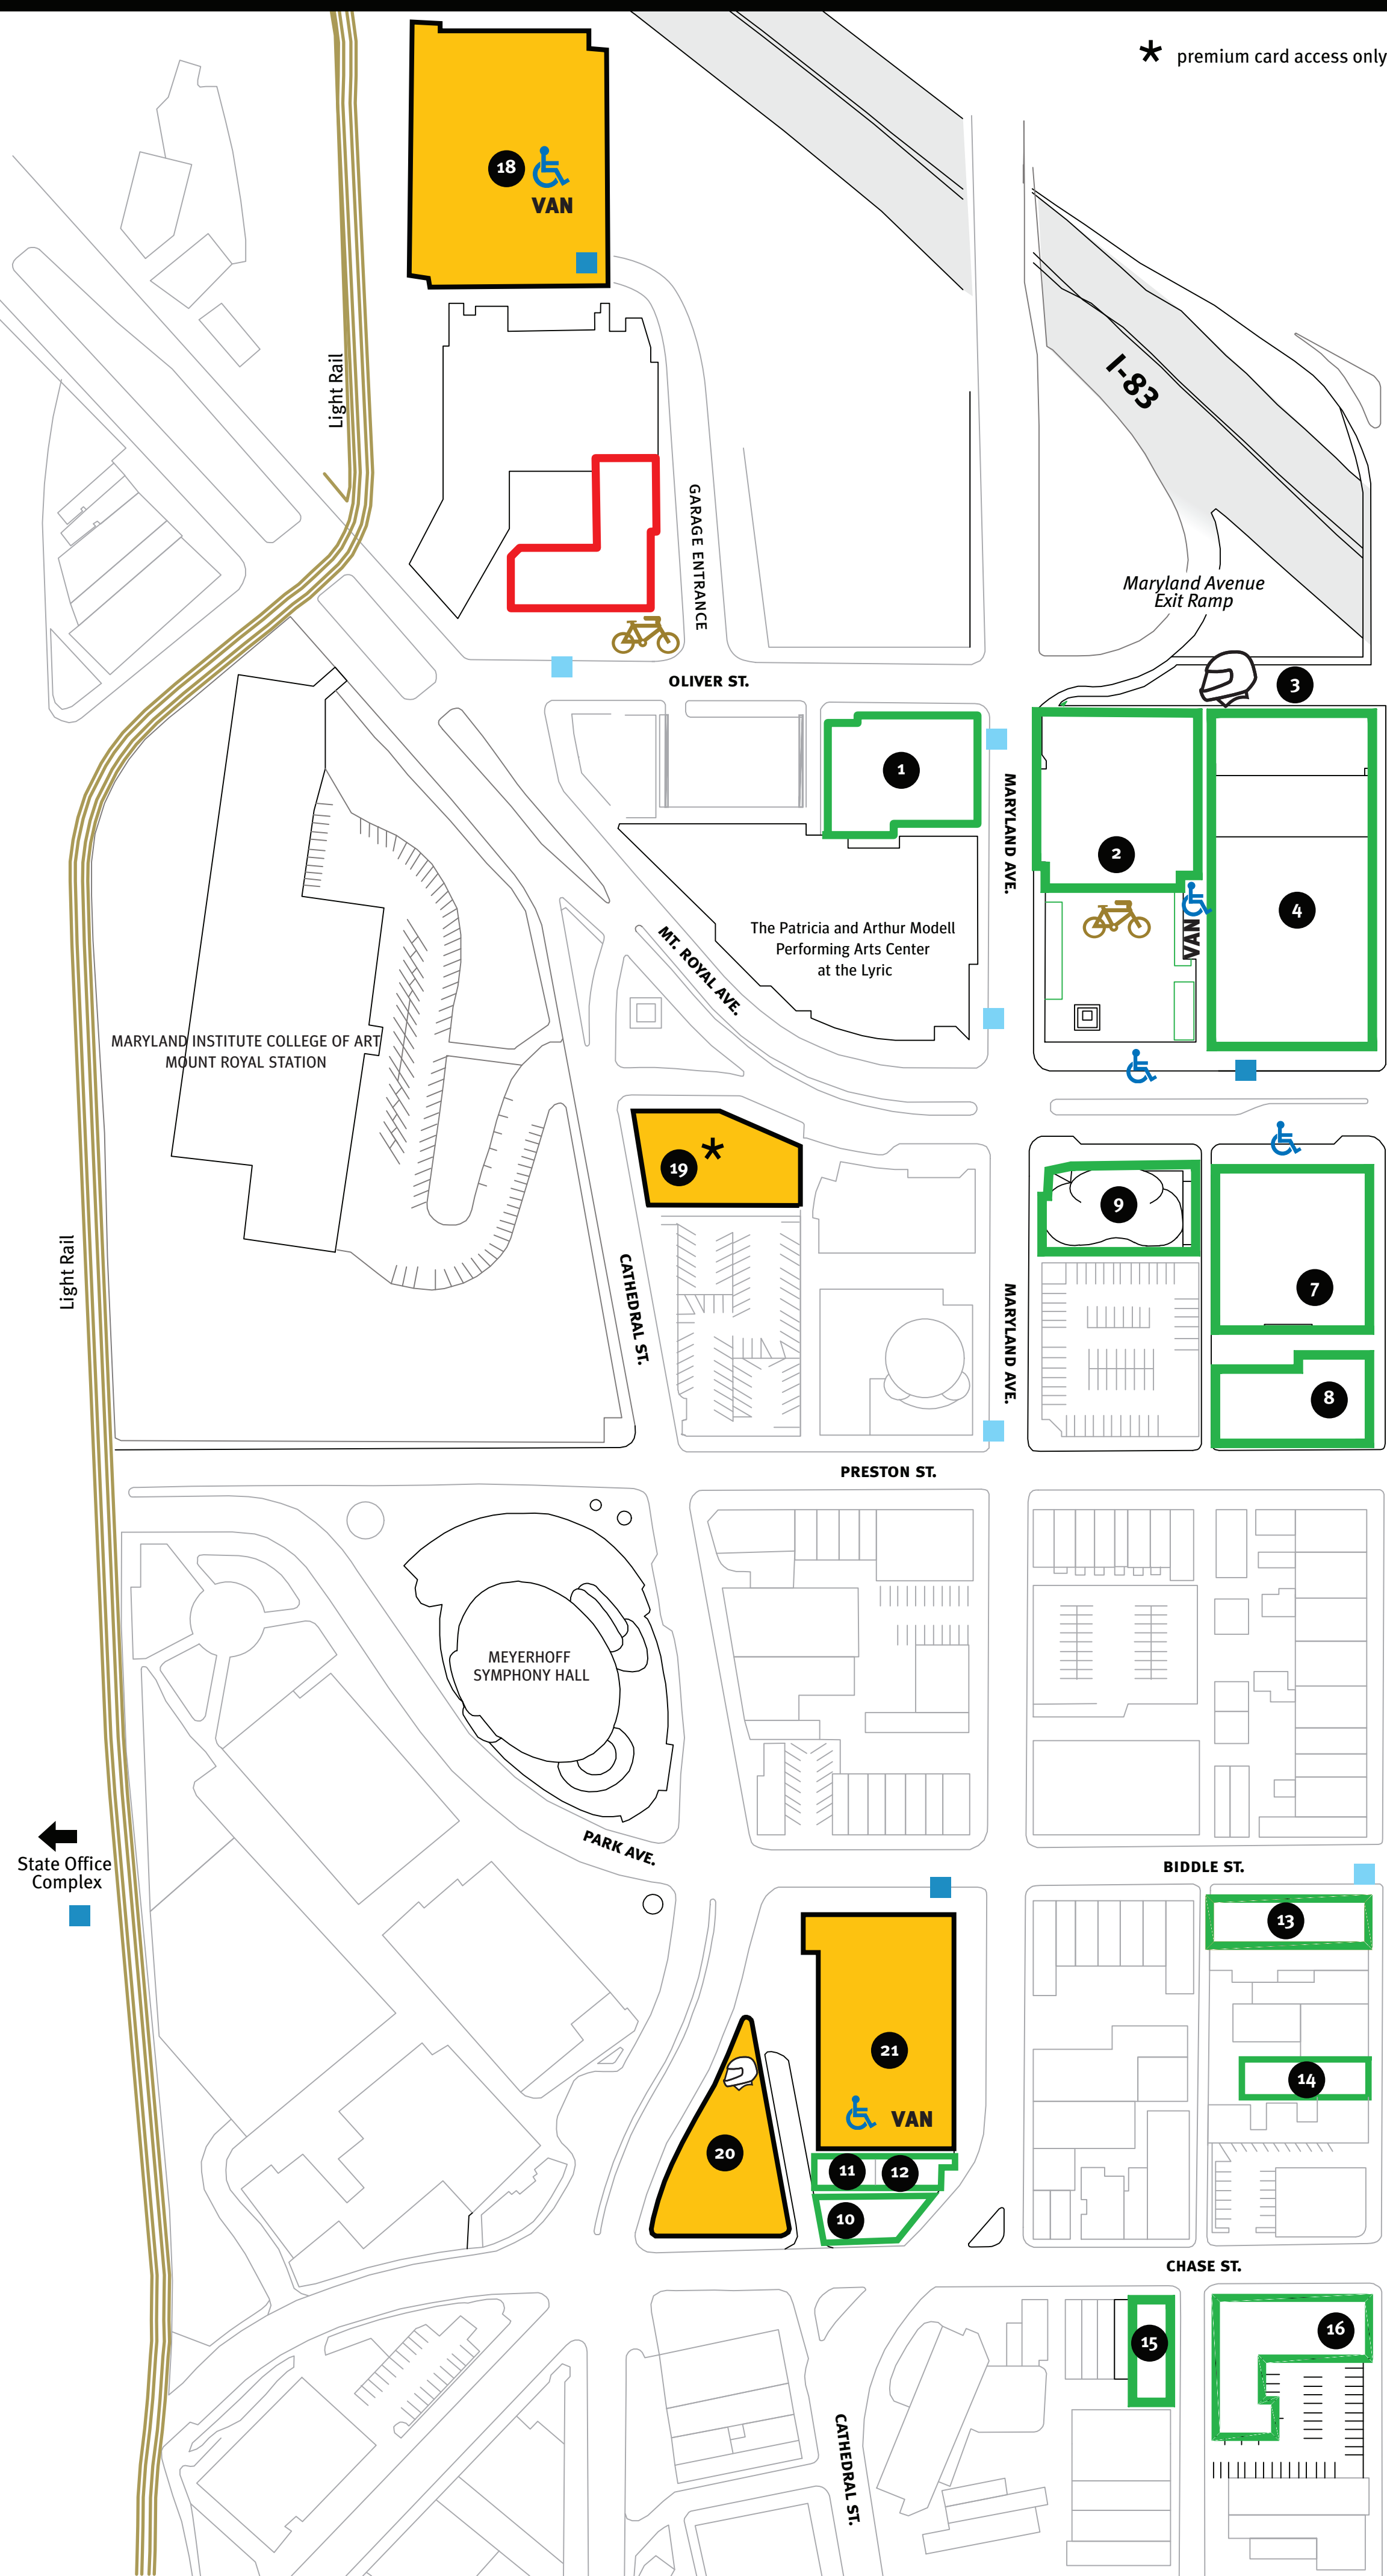 * premium card access only
18
VAN
Light Rail
I-83
GARAGE ENTRANCE
Maryland Avenue
Exit Ramp
OLIVER ST.
3
1
MARYLAND AVE.
2
4
VAN
The Patricia and Arthur Modell
Performing Arts Center
at the Lyric
MT. ROYAL AVE.
MARYLAND INSTITUTE COLLEGE OF ART
MOUNT ROYAL STATION
19 *
9
7
Light Rail
CATHEDRAL ST.
MARYLAND AVE.
8
PRESTON ST.
MEYERHOFF
SYMPHONY HALL
PARK AVE.
State Office
Complex
BIDDLE ST.
13
21
14
VAN
20
11
12
10
CHASE ST.
15
16
CATHEDRAL ST.